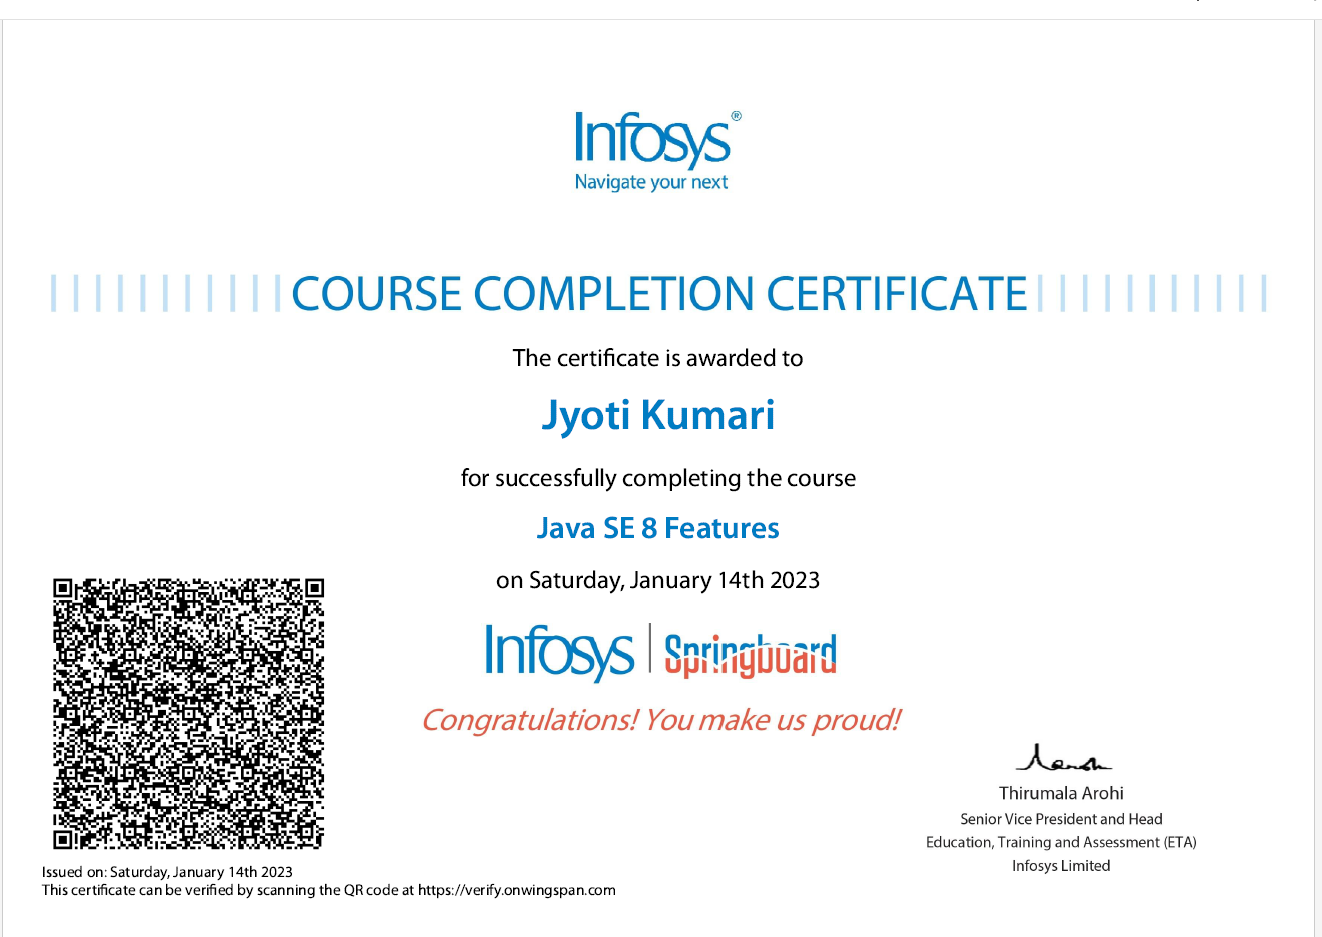 Infosys®
Navigate your next
COURSE COMPLETION CERTIFICATE
The certificate is awarded to
Jyoti Kumari
for successfully completing the course
Java SE 8 Features
on Saturday, January 14th 2023
Infosys | Springboard
Congratulations! You make us proud!
Thirumala Arohi
Senior Vice President and Head
Education, Training and Assessment (ETA)
Infosys Limited
Issued on: Saturday, January 14th 2023
This certificate can be verified by scanning the QR code at https://verify.onwingspan.com